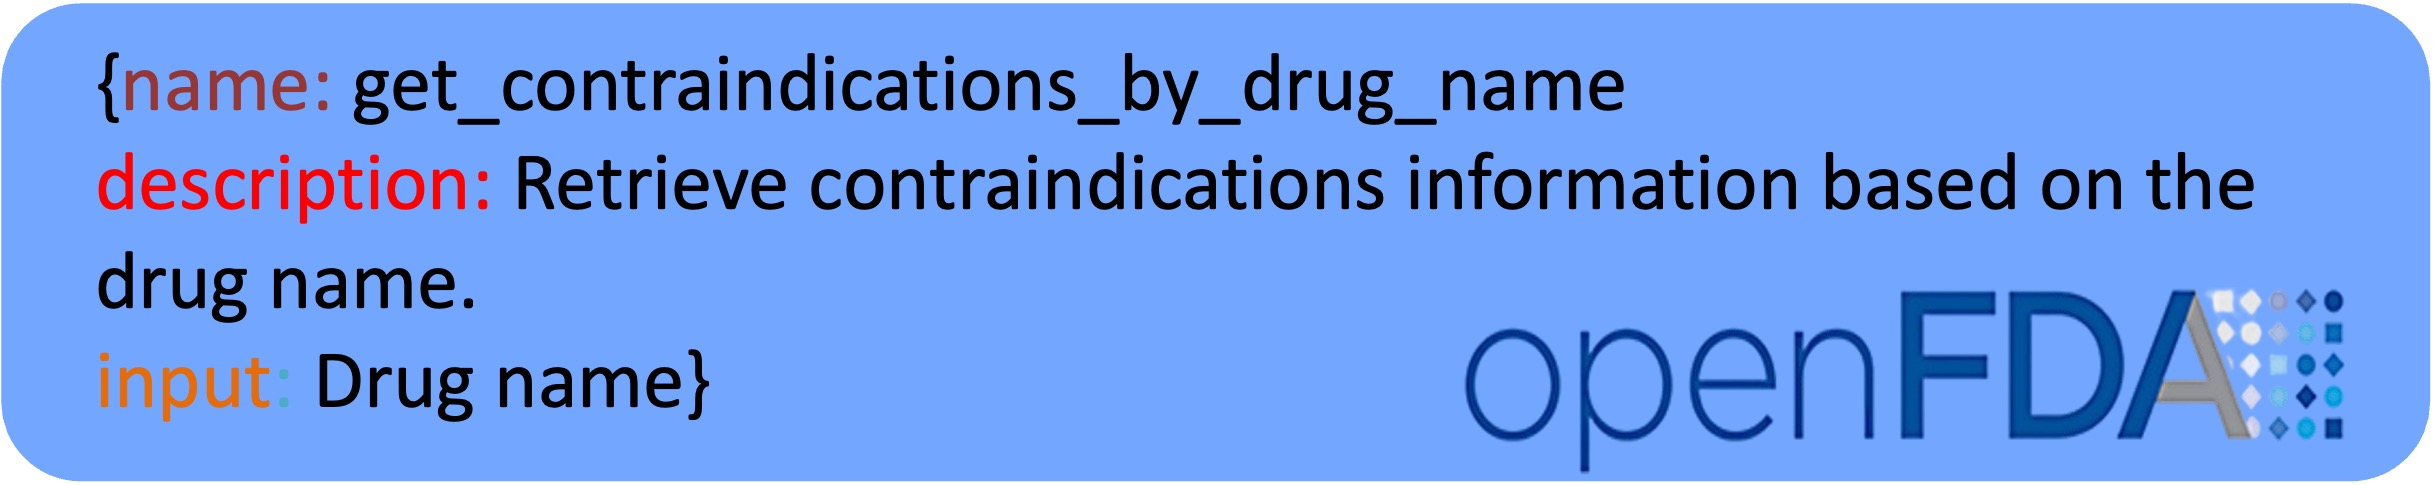 {name: get_contraindications_by_drug_name
description: Retrieve contraindications information based on the
drug name.
input: Drug name}
openFDA